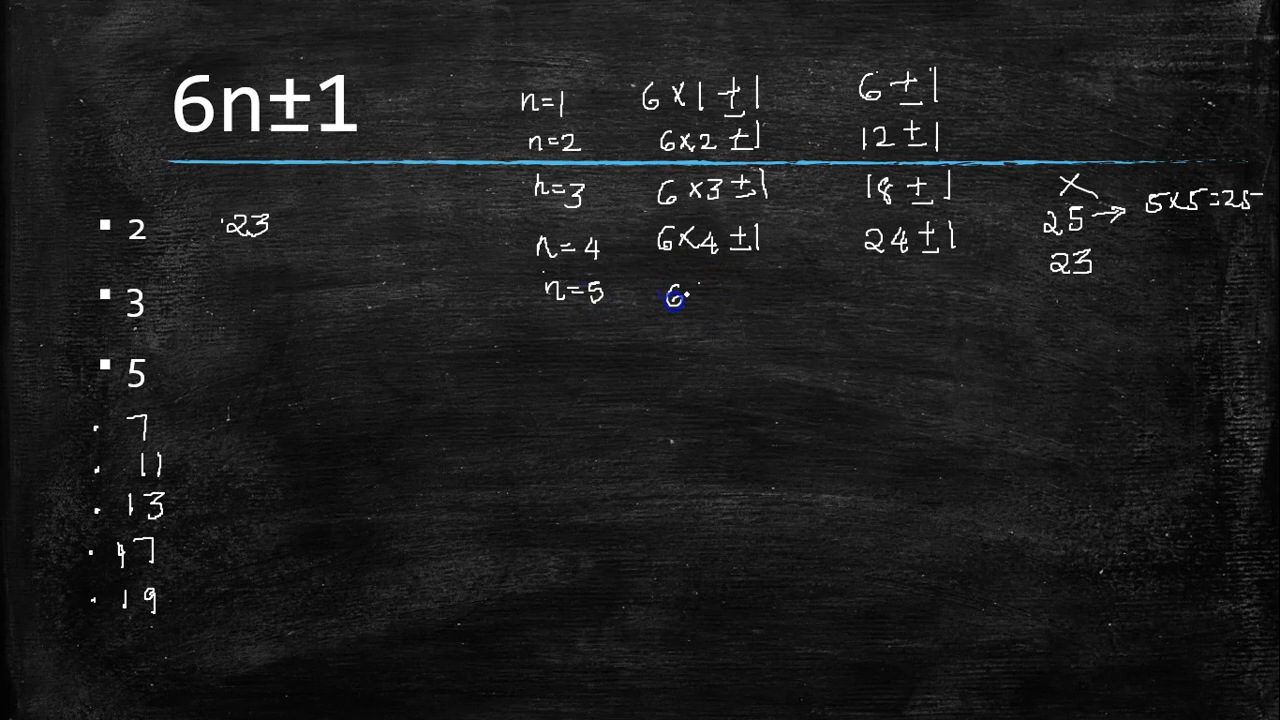 6n±1
n=1 6×1±1 6±1
n=2 6×2±1 12±1
n=3 6×3±1 18±1 ×
25 → 5×5=25
n=4 6×4±1 24±1
23
n=5 6
▪ 2 ·23
▪ 3
▪ 5
· 7
· 11
· 13
· 17
· 19